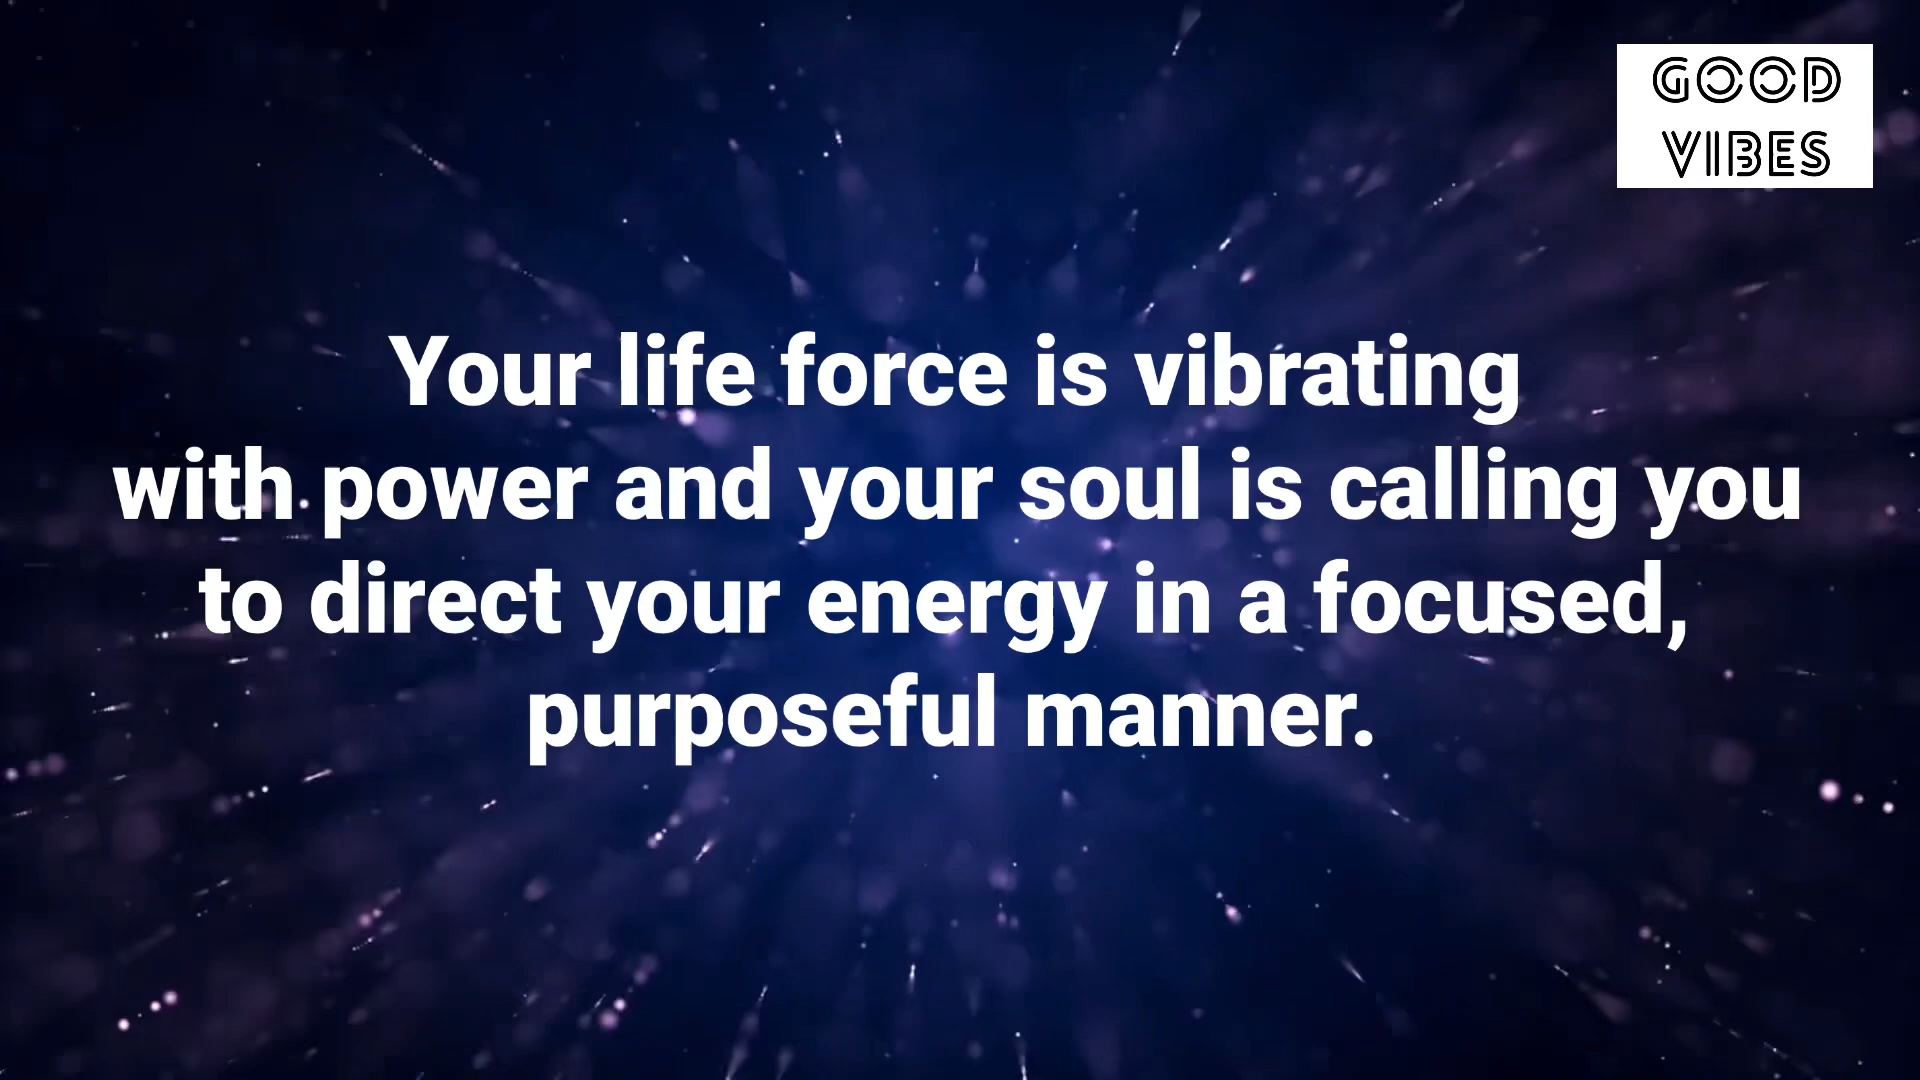 GOOD
VIBES
Your life force is vibrating
with power and your soul is calling you
to direct your energy in a focused,
purposeful manner.